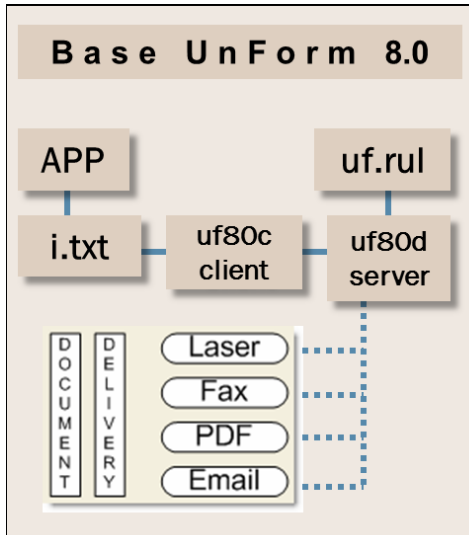 Base UnForm 8.0
APP
uf.rul
i.txt
uf80c
client
uf80d
server
DOCUMENT
DELIVERY
Laser
Fax
PDF
Email